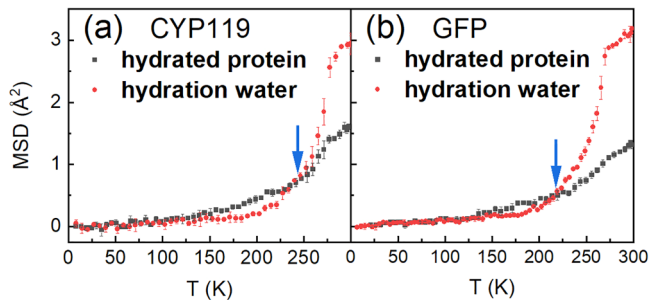 (a) CYP119
hydrated protein
hydration water
(b) GFP
hydrated protein
hydration water
MSD (Å²)
3
2
1
0
0 50 100 150 200 250 300
0 50 100 150 200 250 300
T (K)
T (K)